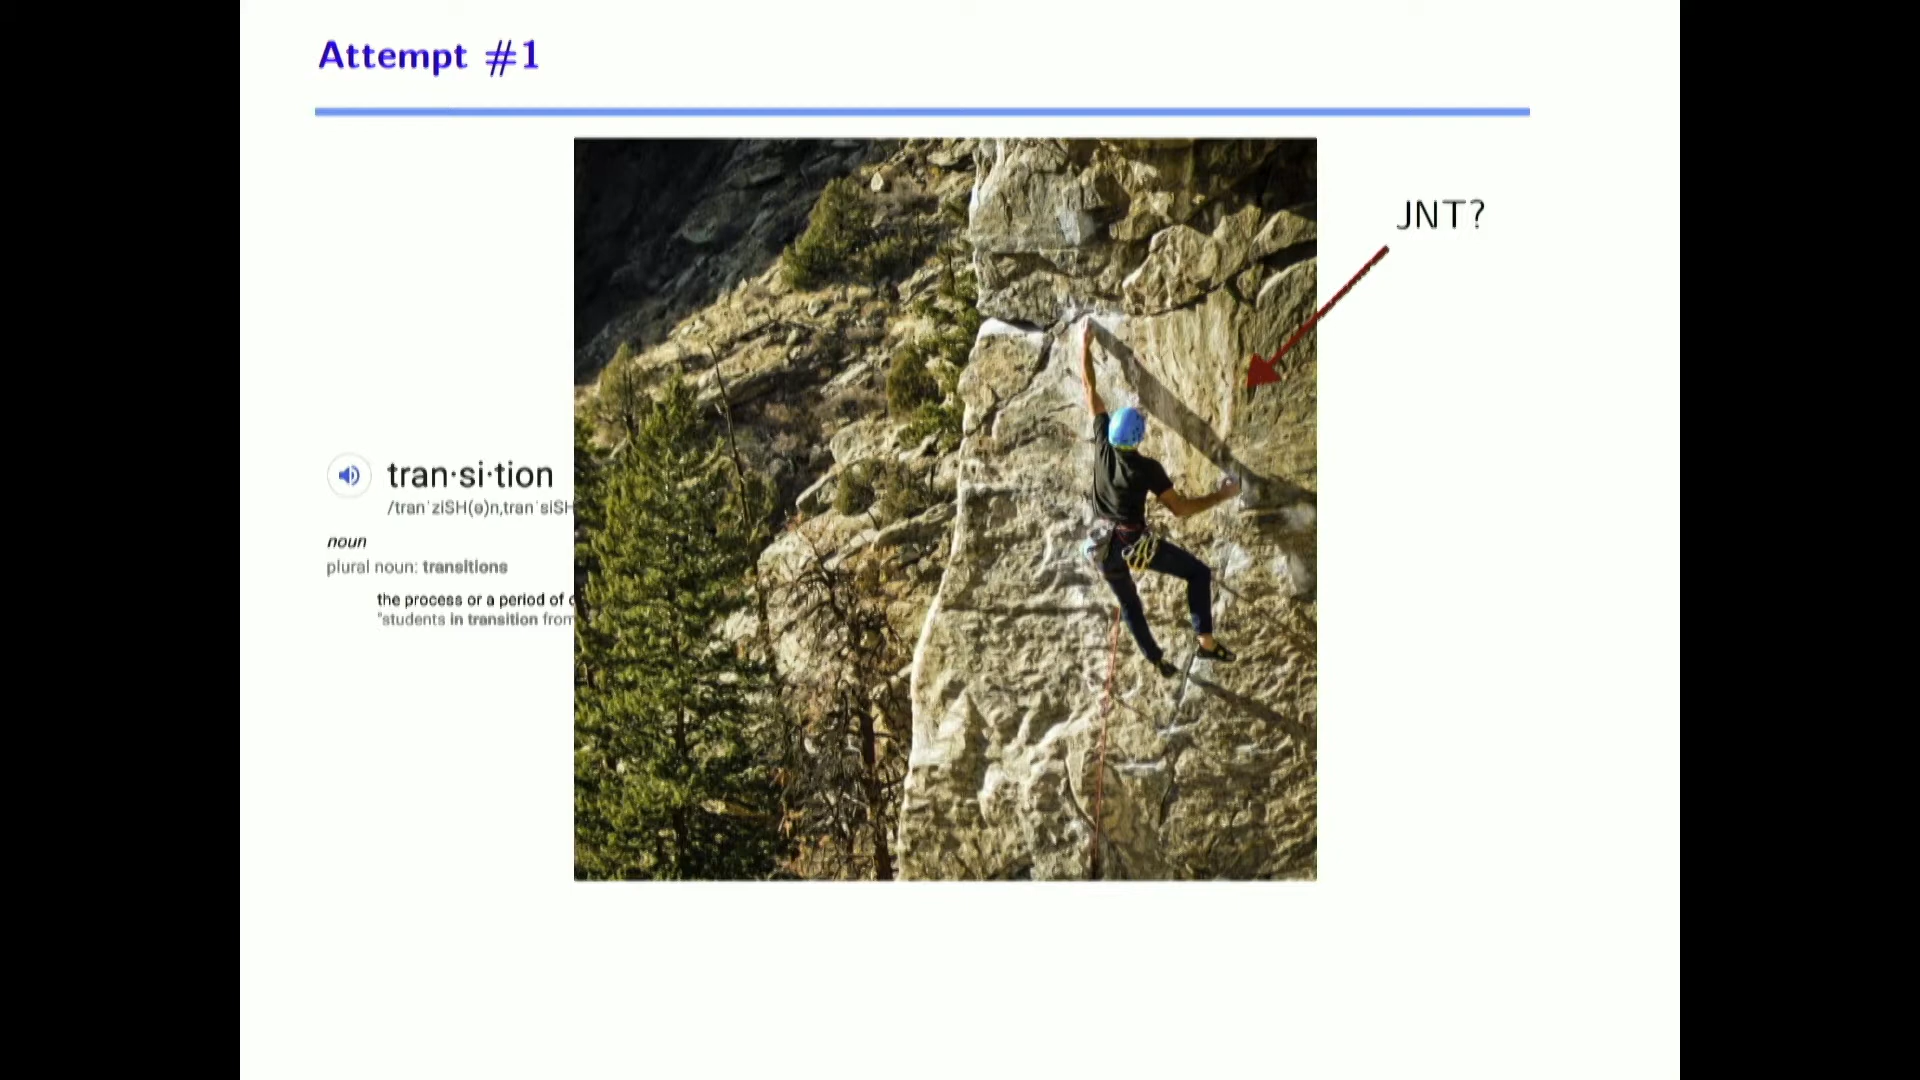 Attempt #1
JNT?
tran·si·tion
/tranˈziSH(ə)n,tranˈsiSH
noun
plural noun: transitions
the process or a period of c
"students in transition from